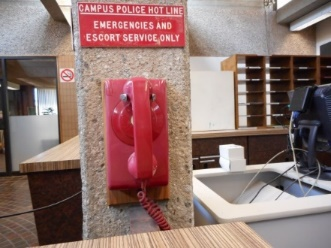 CAMPUS POLICE HOT LINE
EMERGENCIES AND
ESCORT SERVICE ONLY